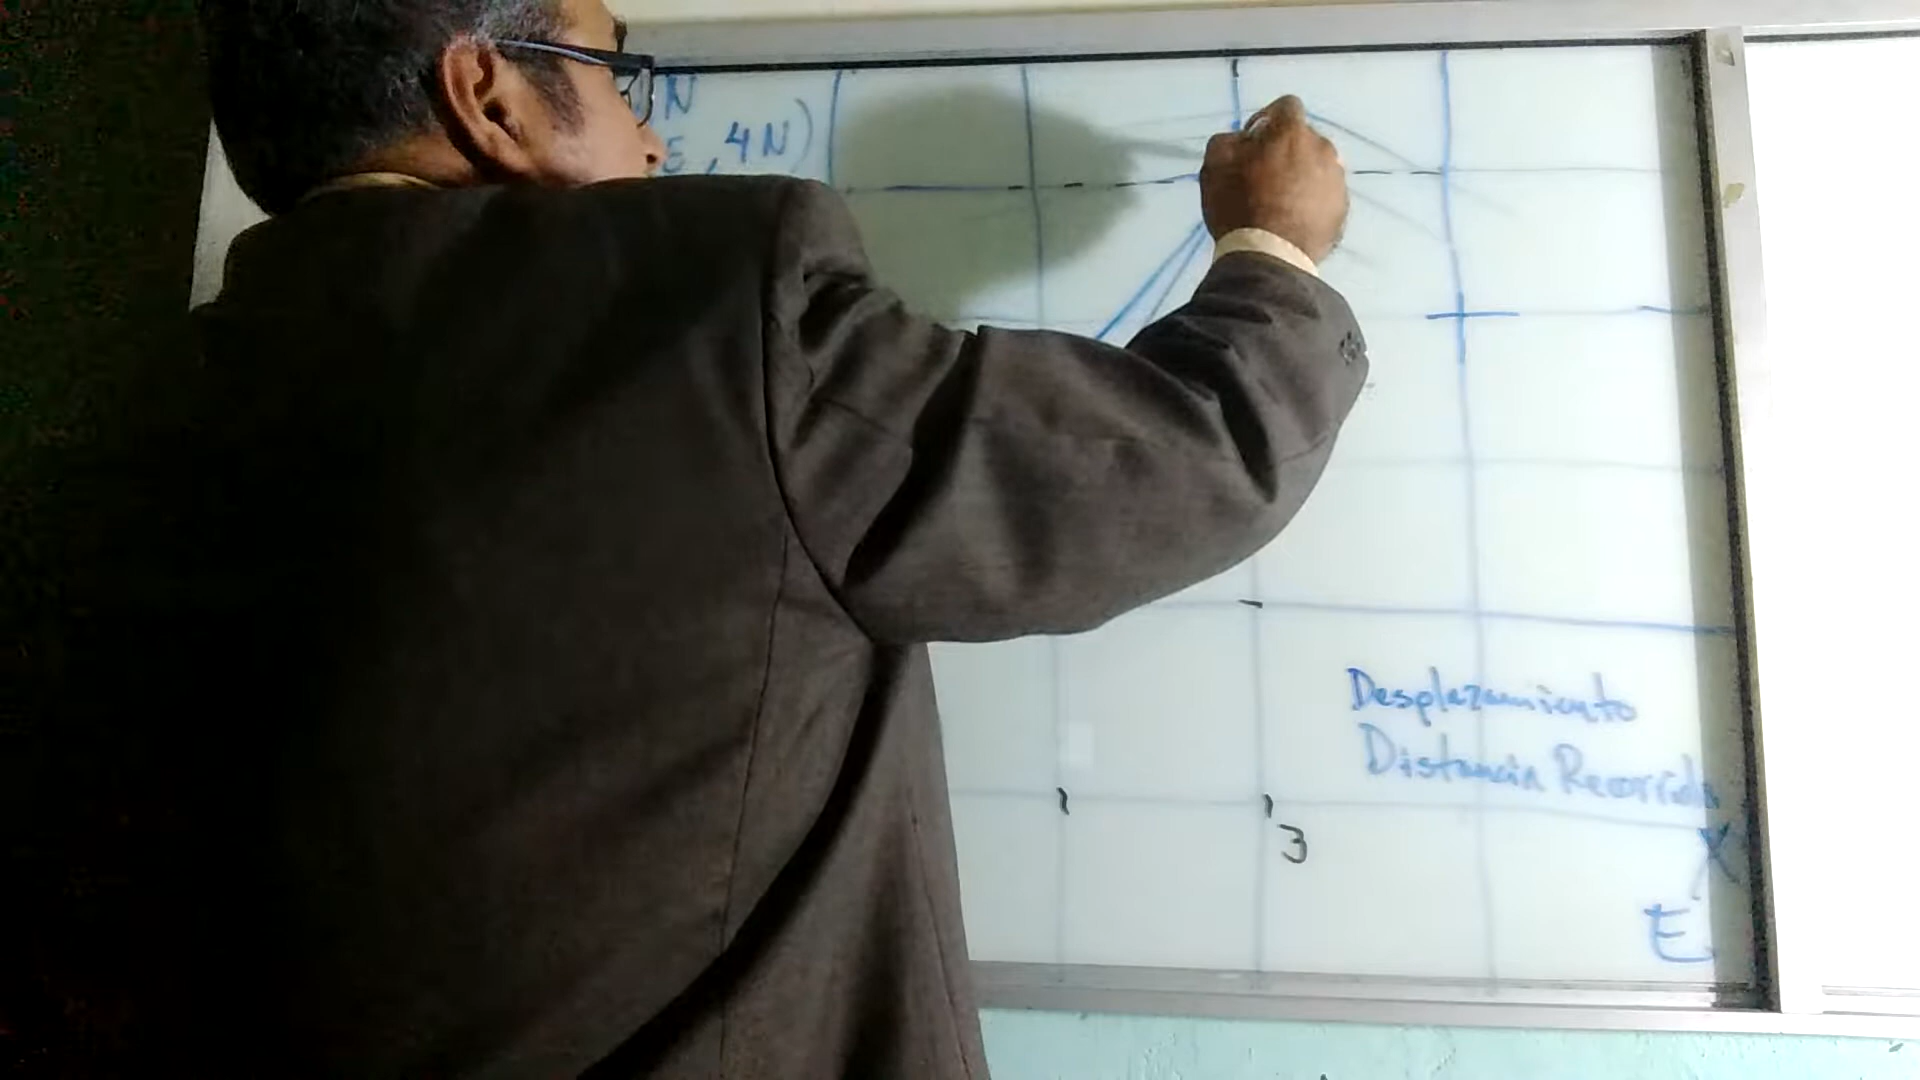 N
E, 4N)
Desplazamiento
Distancia Recorrida
3
X
E